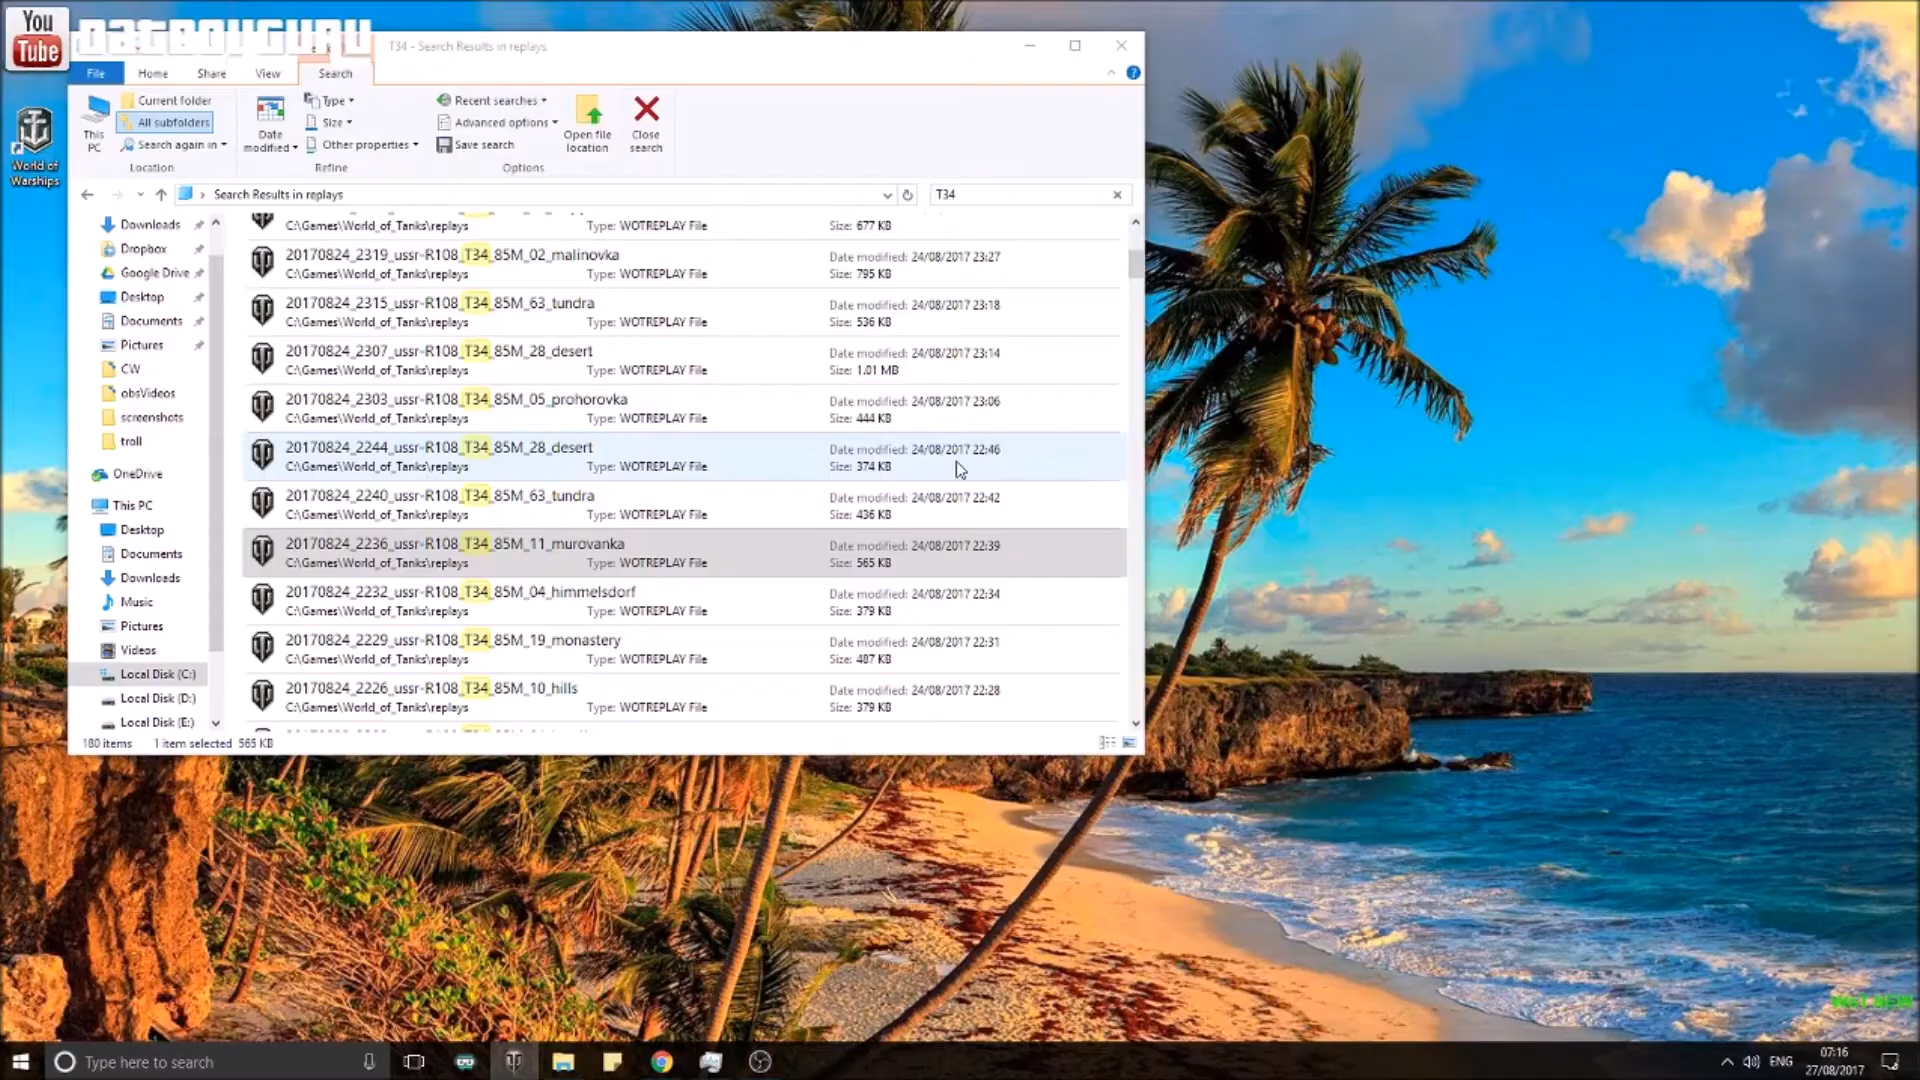 You
Tube
DATBOYGURU
T34 - Search Results in replays
File
Home
Share
View
Search
This PC
Current folder
All subfolders
Search again in
Location
Date modified
Type
Size
Other properties
Refine
Recent searches
Advanced options
Save search
Options
Open file location
Close search
Search Results in replays
T34
World of Warships
Downloads
Dropbox
Google Drive
Desktop
Documents
Pictures
CW
obsVideos
screenshots
troll
OneDrive
This PC
Desktop
Documents
Downloads
Music
Pictures
Videos
Local Disk (C:)
Local Disk (D:)
Local Disk (E:)
C:\Games\World_of_Tanks\replays Type: WOTREPLAY File Size: 677 KB
20170824_2319_ussr-R108_T34_85M_02_malinovka Date modified: 24/08/2017 23:27
C:\Games\World_of_Tanks\replays Type: WOTREPLAY File Size: 795 KB
20170824_2315_ussr-R108_T34_85M_63_tundra Date modified: 24/08/2017 23:18
C:\Games\World_of_Tanks\replays Type: WOTREPLAY File Size: 536 KB
20170824_2307_ussr-R108_T34_85M_28_desert Date modified: 24/08/2017 23:14
C:\Games\World_of_Tanks\replays Type: WOTREPLAY File Size: 1.01 MB
20170824_2303_ussr-R108_T34_85M_05_prohorovka Date modified: 24/08/2017 23:06
C:\Games\World_of_Tanks\replays Type: WOTREPLAY File Size: 444 KB
20170824_2244_ussr-R108_T34_85M_28_desert Date modified: 24/08/2017 22:46
C:\Games\World_of_Tanks\replays Type: WOTREPLAY File Size: 374 KB
20170824_2240_ussr-R108_T34_85M_63_tundra Date modified: 24/08/2017 22:42
C:\Games\World_of_Tanks\replays Type: WOTREPLAY File Size: 436 KB
20170824_2236_ussr-R108_T34_85M_11_murovanka Date modified: 24/08/2017 22:39
C:\Games\World_of_Tanks\replays Type: WOTREPLAY File Size: 565 KB
20170824_2232_ussr-R108_T34_85M_04_himmelsdorf Date modified: 24/08/2017 22:34
C:\Games\World_of_Tanks\replays Type: WOTREPLAY File Size: 379 KB
20170824_2229_ussr-R108_T34_85M_19_monastery Date modified: 24/08/2017 22:31
C:\Games\World_of_Tanks\replays Type: WOTREPLAY File Size: 487 KB
20170824_2226_ussr-R108_T34_85M_10_hills Date modified: 24/08/2017 22:28
C:\Games\World_of_Tanks\replays Type: WOTREPLAY File Size: 379 KB
180 items 1 item selected 565 KB
Type here to search
ENG
07:16
27/08/2017